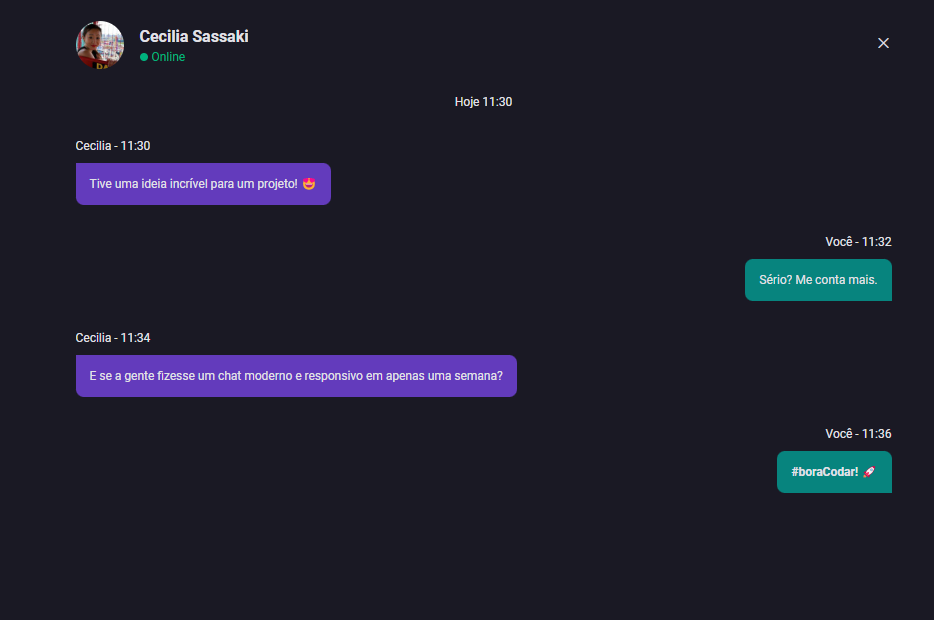 Cecilia Sassaki
Online
Hoje 11:30
Cecilia - 11:30
Tive uma ideia incrível para um projeto! 🤩
Você - 11:32
Sério? Me conta mais.
Cecilia - 11:34
E se a gente fizesse um chat moderno e responsivo em apenas uma semana?
Você - 11:36
#boraCodar! 🚀